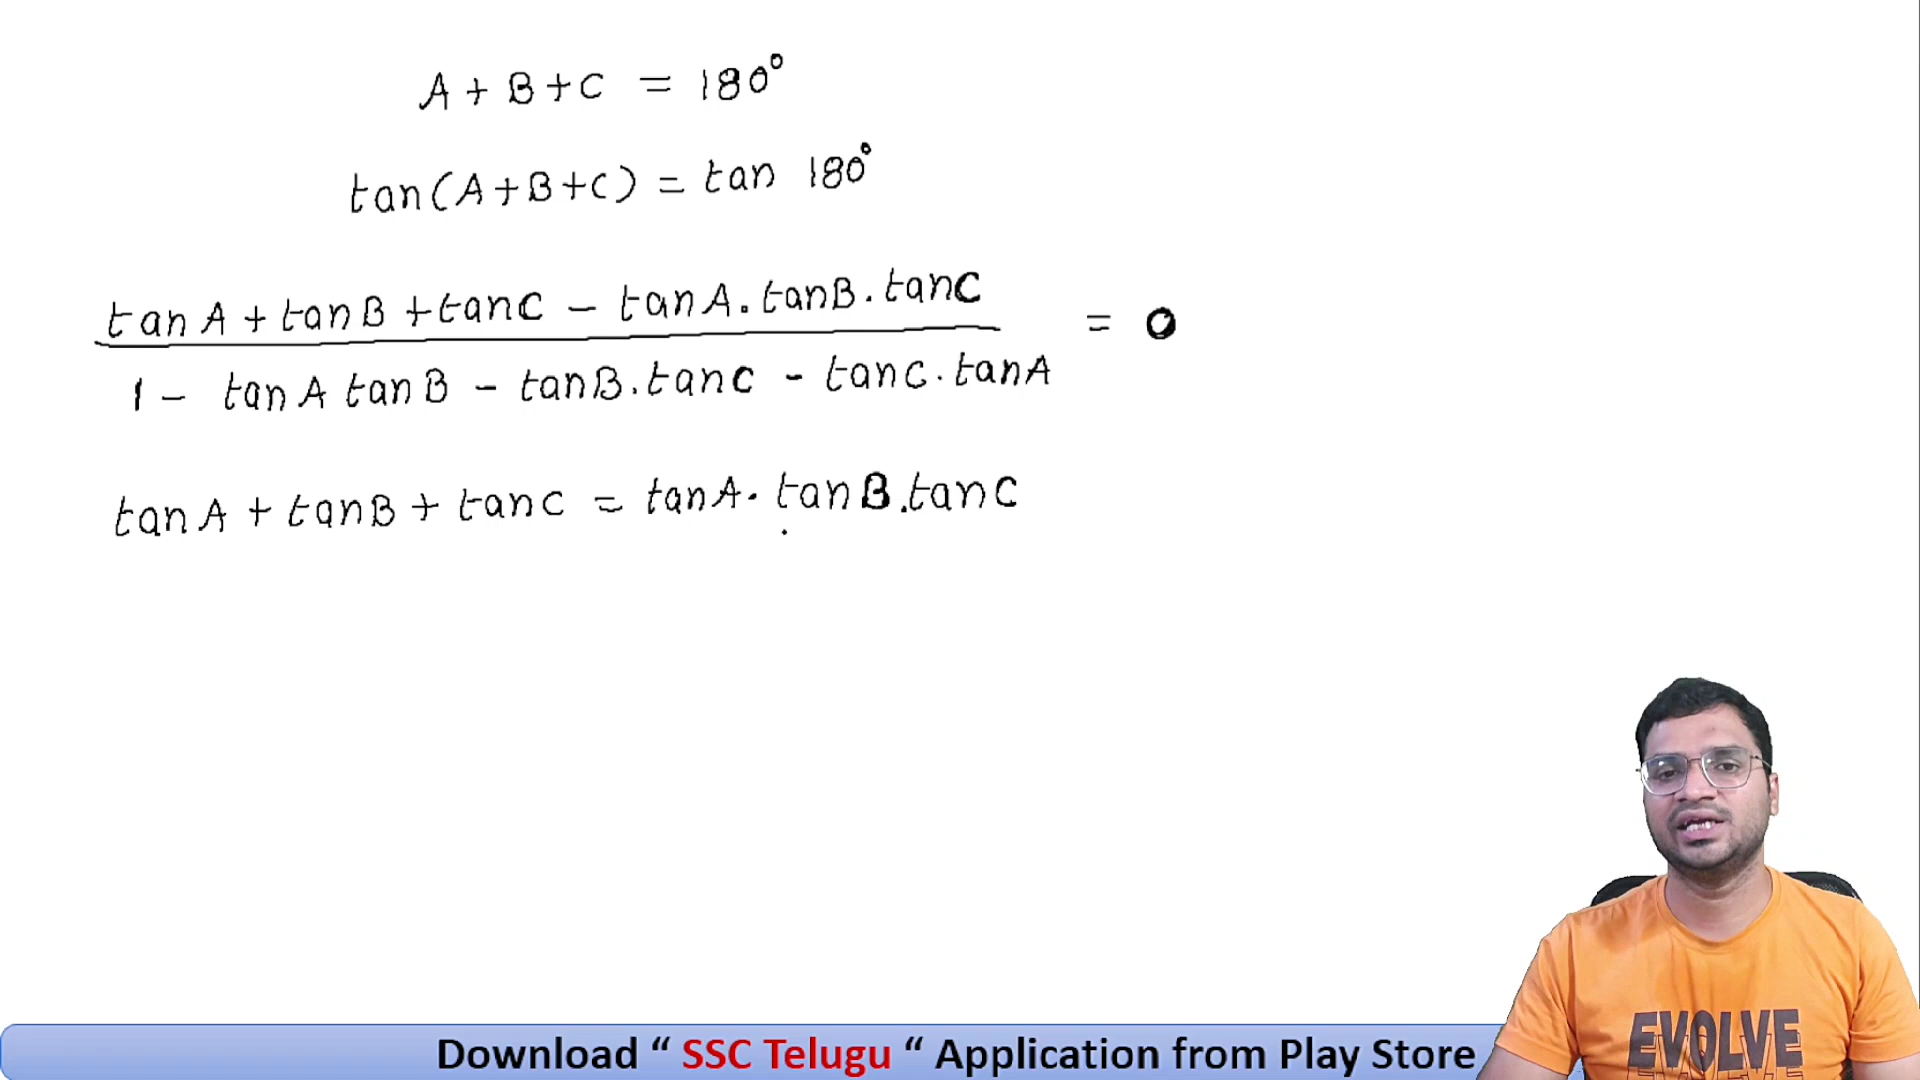 A + B + C = 180°
tan(A+B+C) = tan 180°
tan A + tan B + tan C - tan A . tan B . tan C
= 0
1 - tan A tan B - tan B . tan C - tan C . tan A
tan A + tan B + tan C = tan A . tan B . tan C
EVOLVE
Download “ SSC Telugu “ Application from Play Store